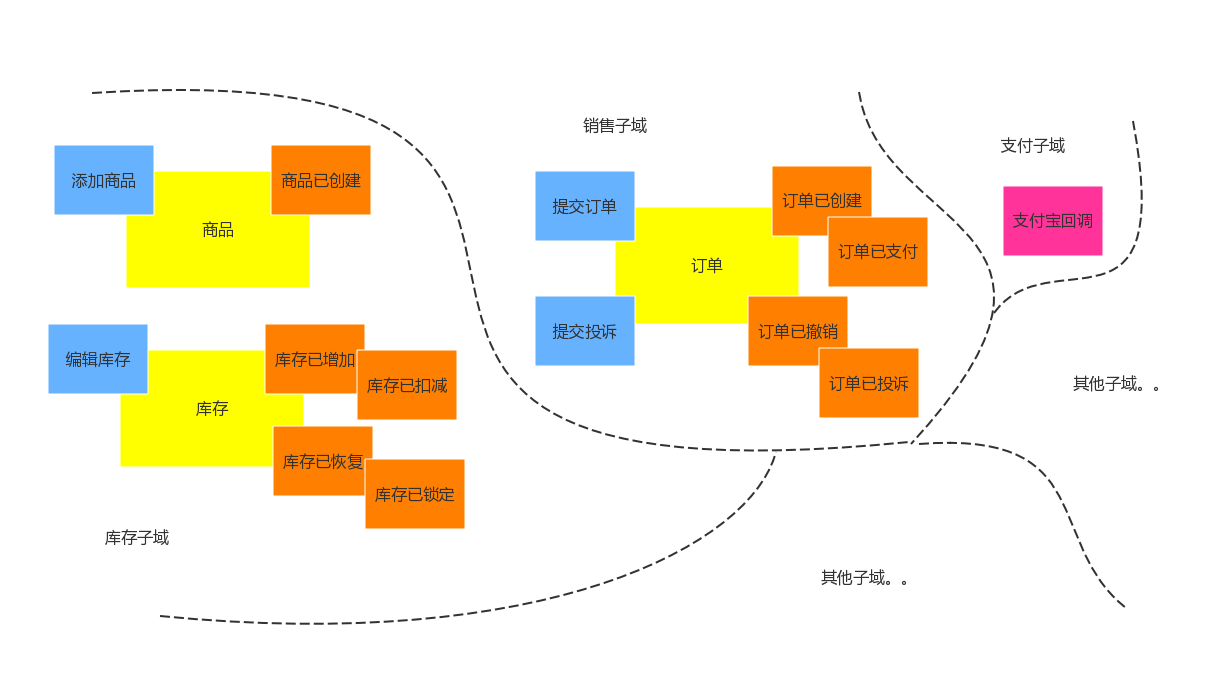 添加商品
商品已创建
商品
编辑库存
库存已增加
库存已扣减
库存
库存已恢复
库存已锁定
库存子域
销售子域
提交订单
订单已创建
订单已支付
订单
提交投诉
订单已撤销
订单已投诉
支付子域
支付宝回调
其他子域。。
其他子域。。